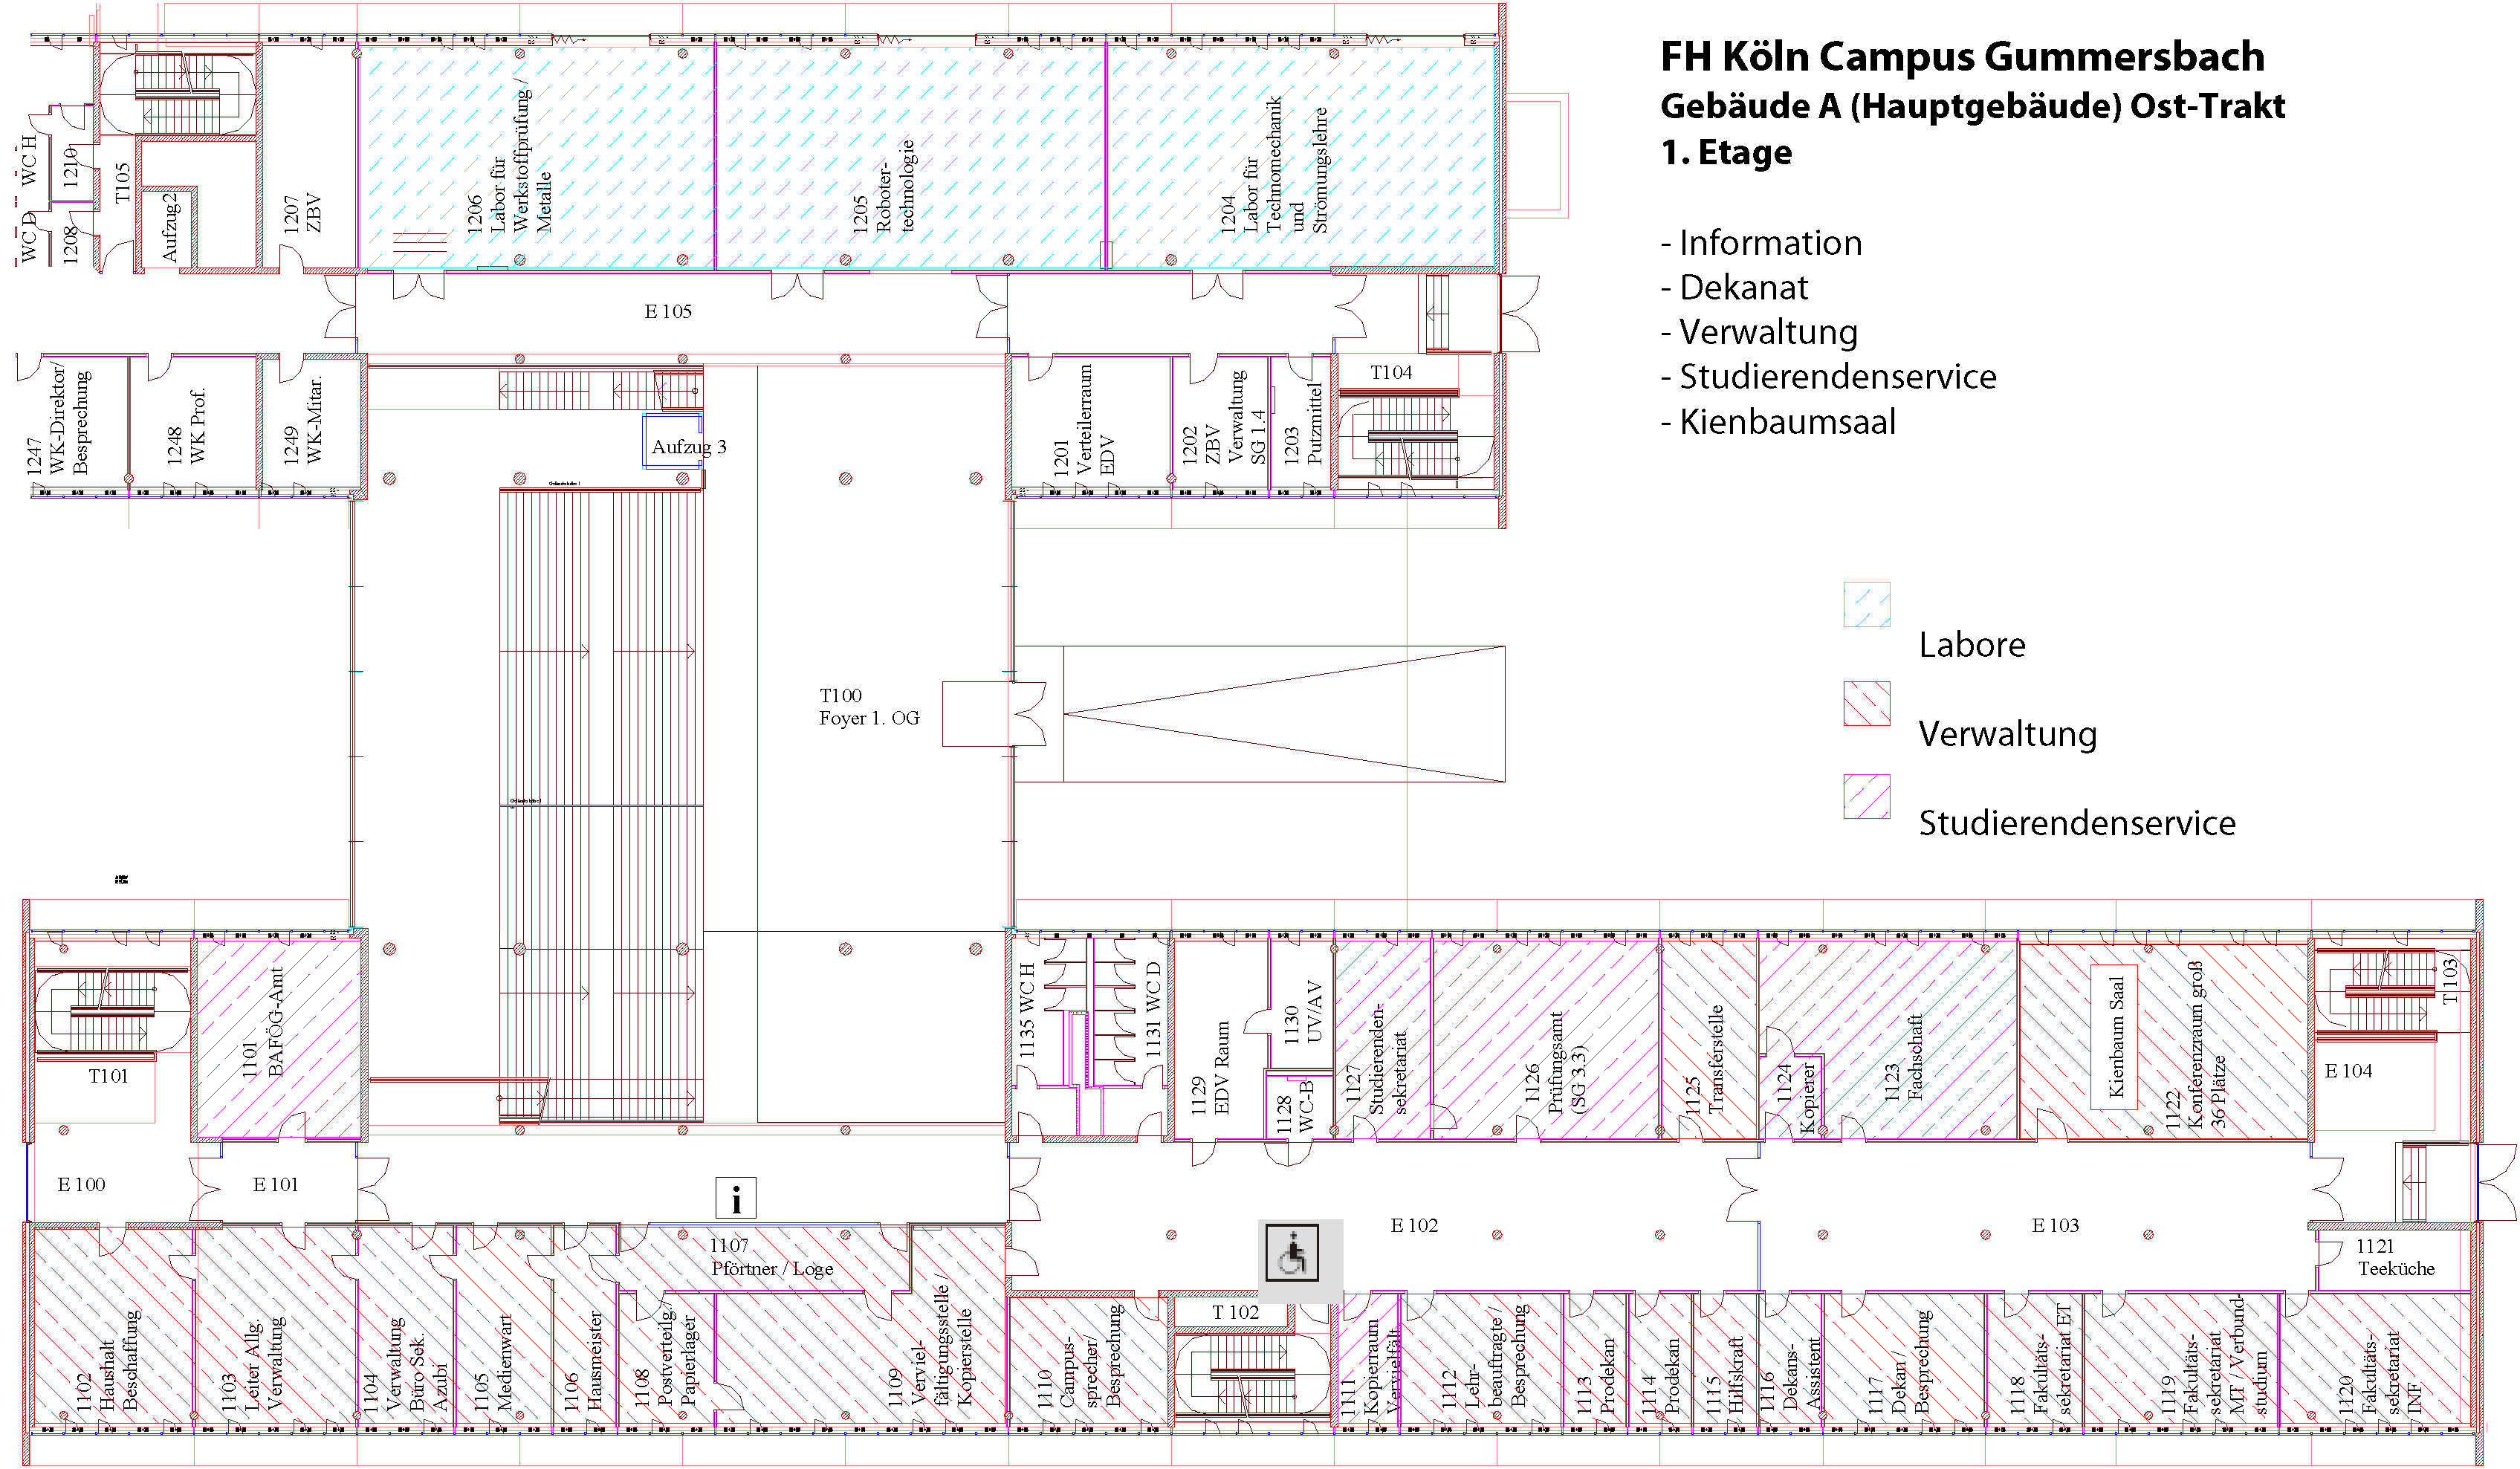 FH Köln Campus Gummersbach
Gebäude A (Hauptgebäude) Ost-Trakt
1. Etage
- Information
- Dekanat
- Verwaltung
- Studierendenservice
- Kienbaumsaal
Labore
Verwaltung
Studierendenservice
WC H
1210
WC D
1208
T105
Aufzug2
1207
ZBV
1206
Labor für
Werkstoffprüfung /
Metalle
1205
Roboter-
technologie
1204
Labor für
Technomechanik
und
Strömungslehre
E 105
1247
WK-Direktor/
Besprechung
1248
WK Prof.
1249
WK-Mitar.
Aufzug 3
1201
Verteilerraum
EDV
1202
ZBV
Verwaltung
SG 1.4
1203
Putzmittel
T104
T100
Foyer 1. OG
T101
1101
BAFÖG-Amt
1135 WC H
1131 WC D
1129
EDV Raum
1130
UV/AV
1128
WC-B
1127
Studierenden-
sekretariat
1126
Prüfungsamt
(SG 3.3)
1125
Transferstelle
1124
Kopierer
1123
Fachschaft
Kienbaum Saal
1122
Konferenzraum groß
36 Plätze
T103
E 104
E 100
E 101
i
E 102
E 103
1102
Haushalt
Beschaffung
1103
Leiter Allg.
Verwaltung
1104
Verwaltung
Büro Sek.
Azubi
1105
Medienwart
1106
Hausmeister
1107
Pförtner / Loge
1108
Postverteilg./
Papierlager
1109
Verviel-
fältigungsstelle /
Kopierstelle
1110
Campus-
sprecher/
Besprechung
T 102
1111
Kopierraum
Vervielfält.
1112
Lehr-
beauftragte /
Besprechung
1113
Prodekan
1114
Prodekan
1115
Hilfskraft
1116
Dekans-
Assistent
1117
Dekan /
Besprechung
1118
Fakultäts-
sekretariat ET
1119
Fakultäts-
sekretariat
MT / Verbund-
studium
1120
Fakultäts-
sekretariat
INF
1121
Teeküche